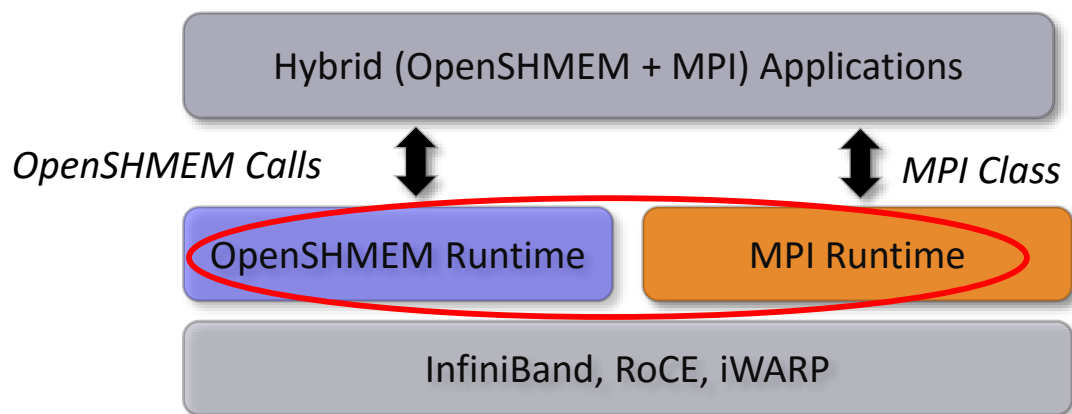 Hybrid (OpenSHMEM + MPI) Applications
OpenSHMEM Calls
MPI Class
OpenSHMEM Runtime
MPI Runtime
InfiniBand, RoCE, iWARP